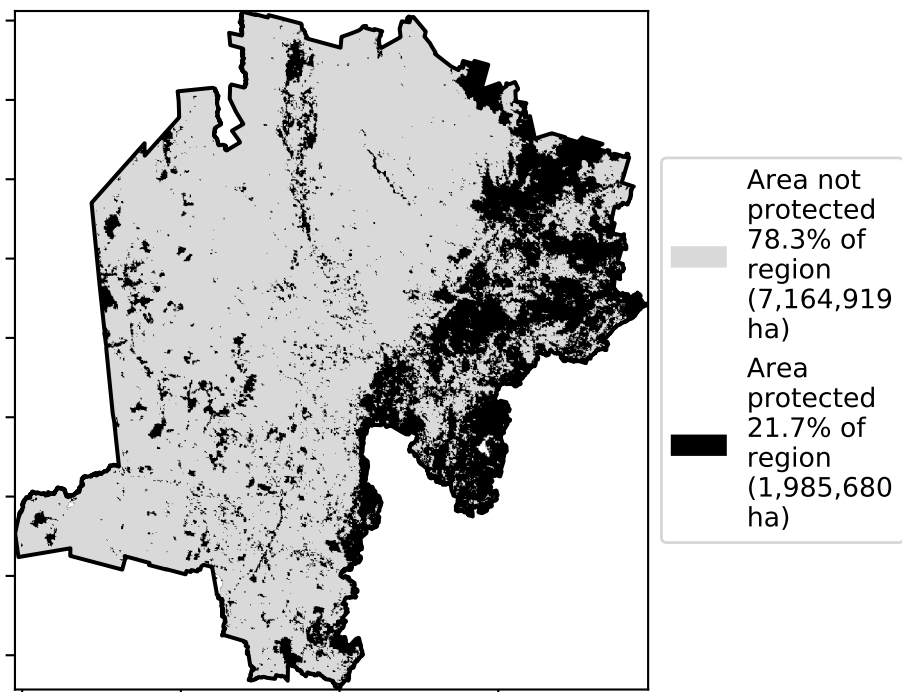 Area not
protected
78.3% of
region
(7,164,919
ha)
Area
protected
21.7% of
region
(1,985,680
ha)